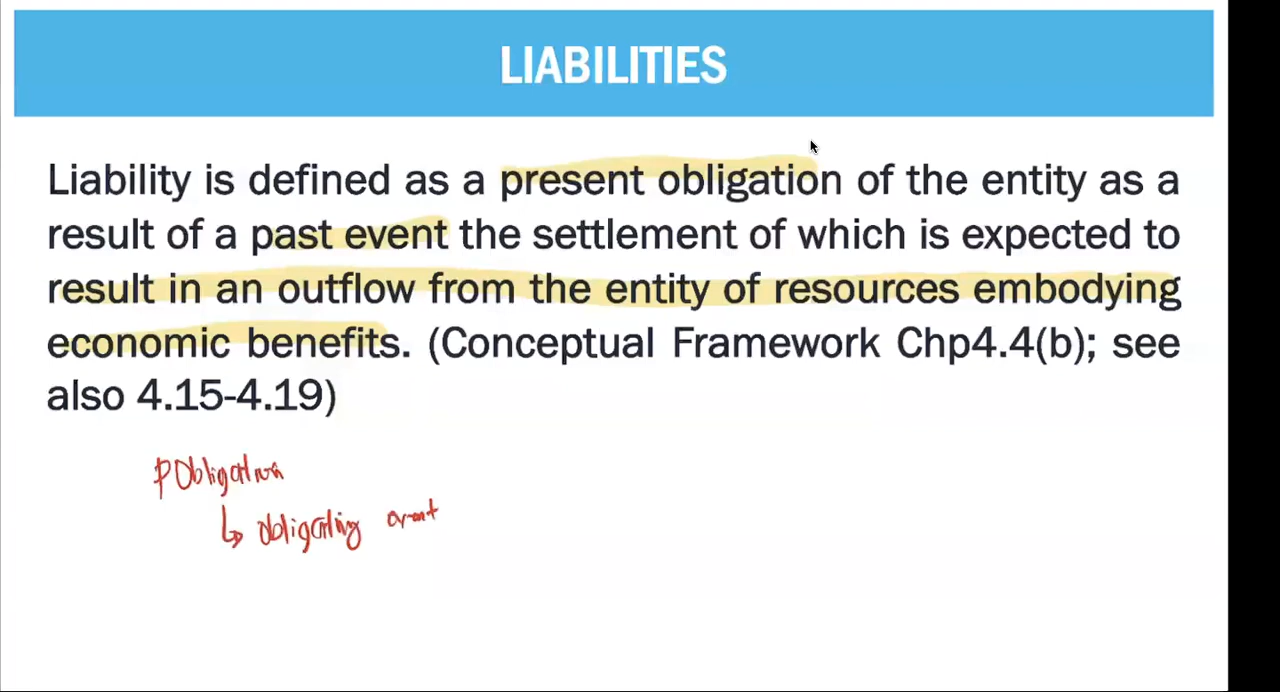 LIABILITIES
Liability is defined as a present obligation of the entity as a
result of a past event the settlement of which is expected to
result in an outflow from the entity of resources embodying
economic benefits. (Conceptual Framework Chp4.4(b); see
also 4.15-4.19)
P Obligation
↳ obligating event